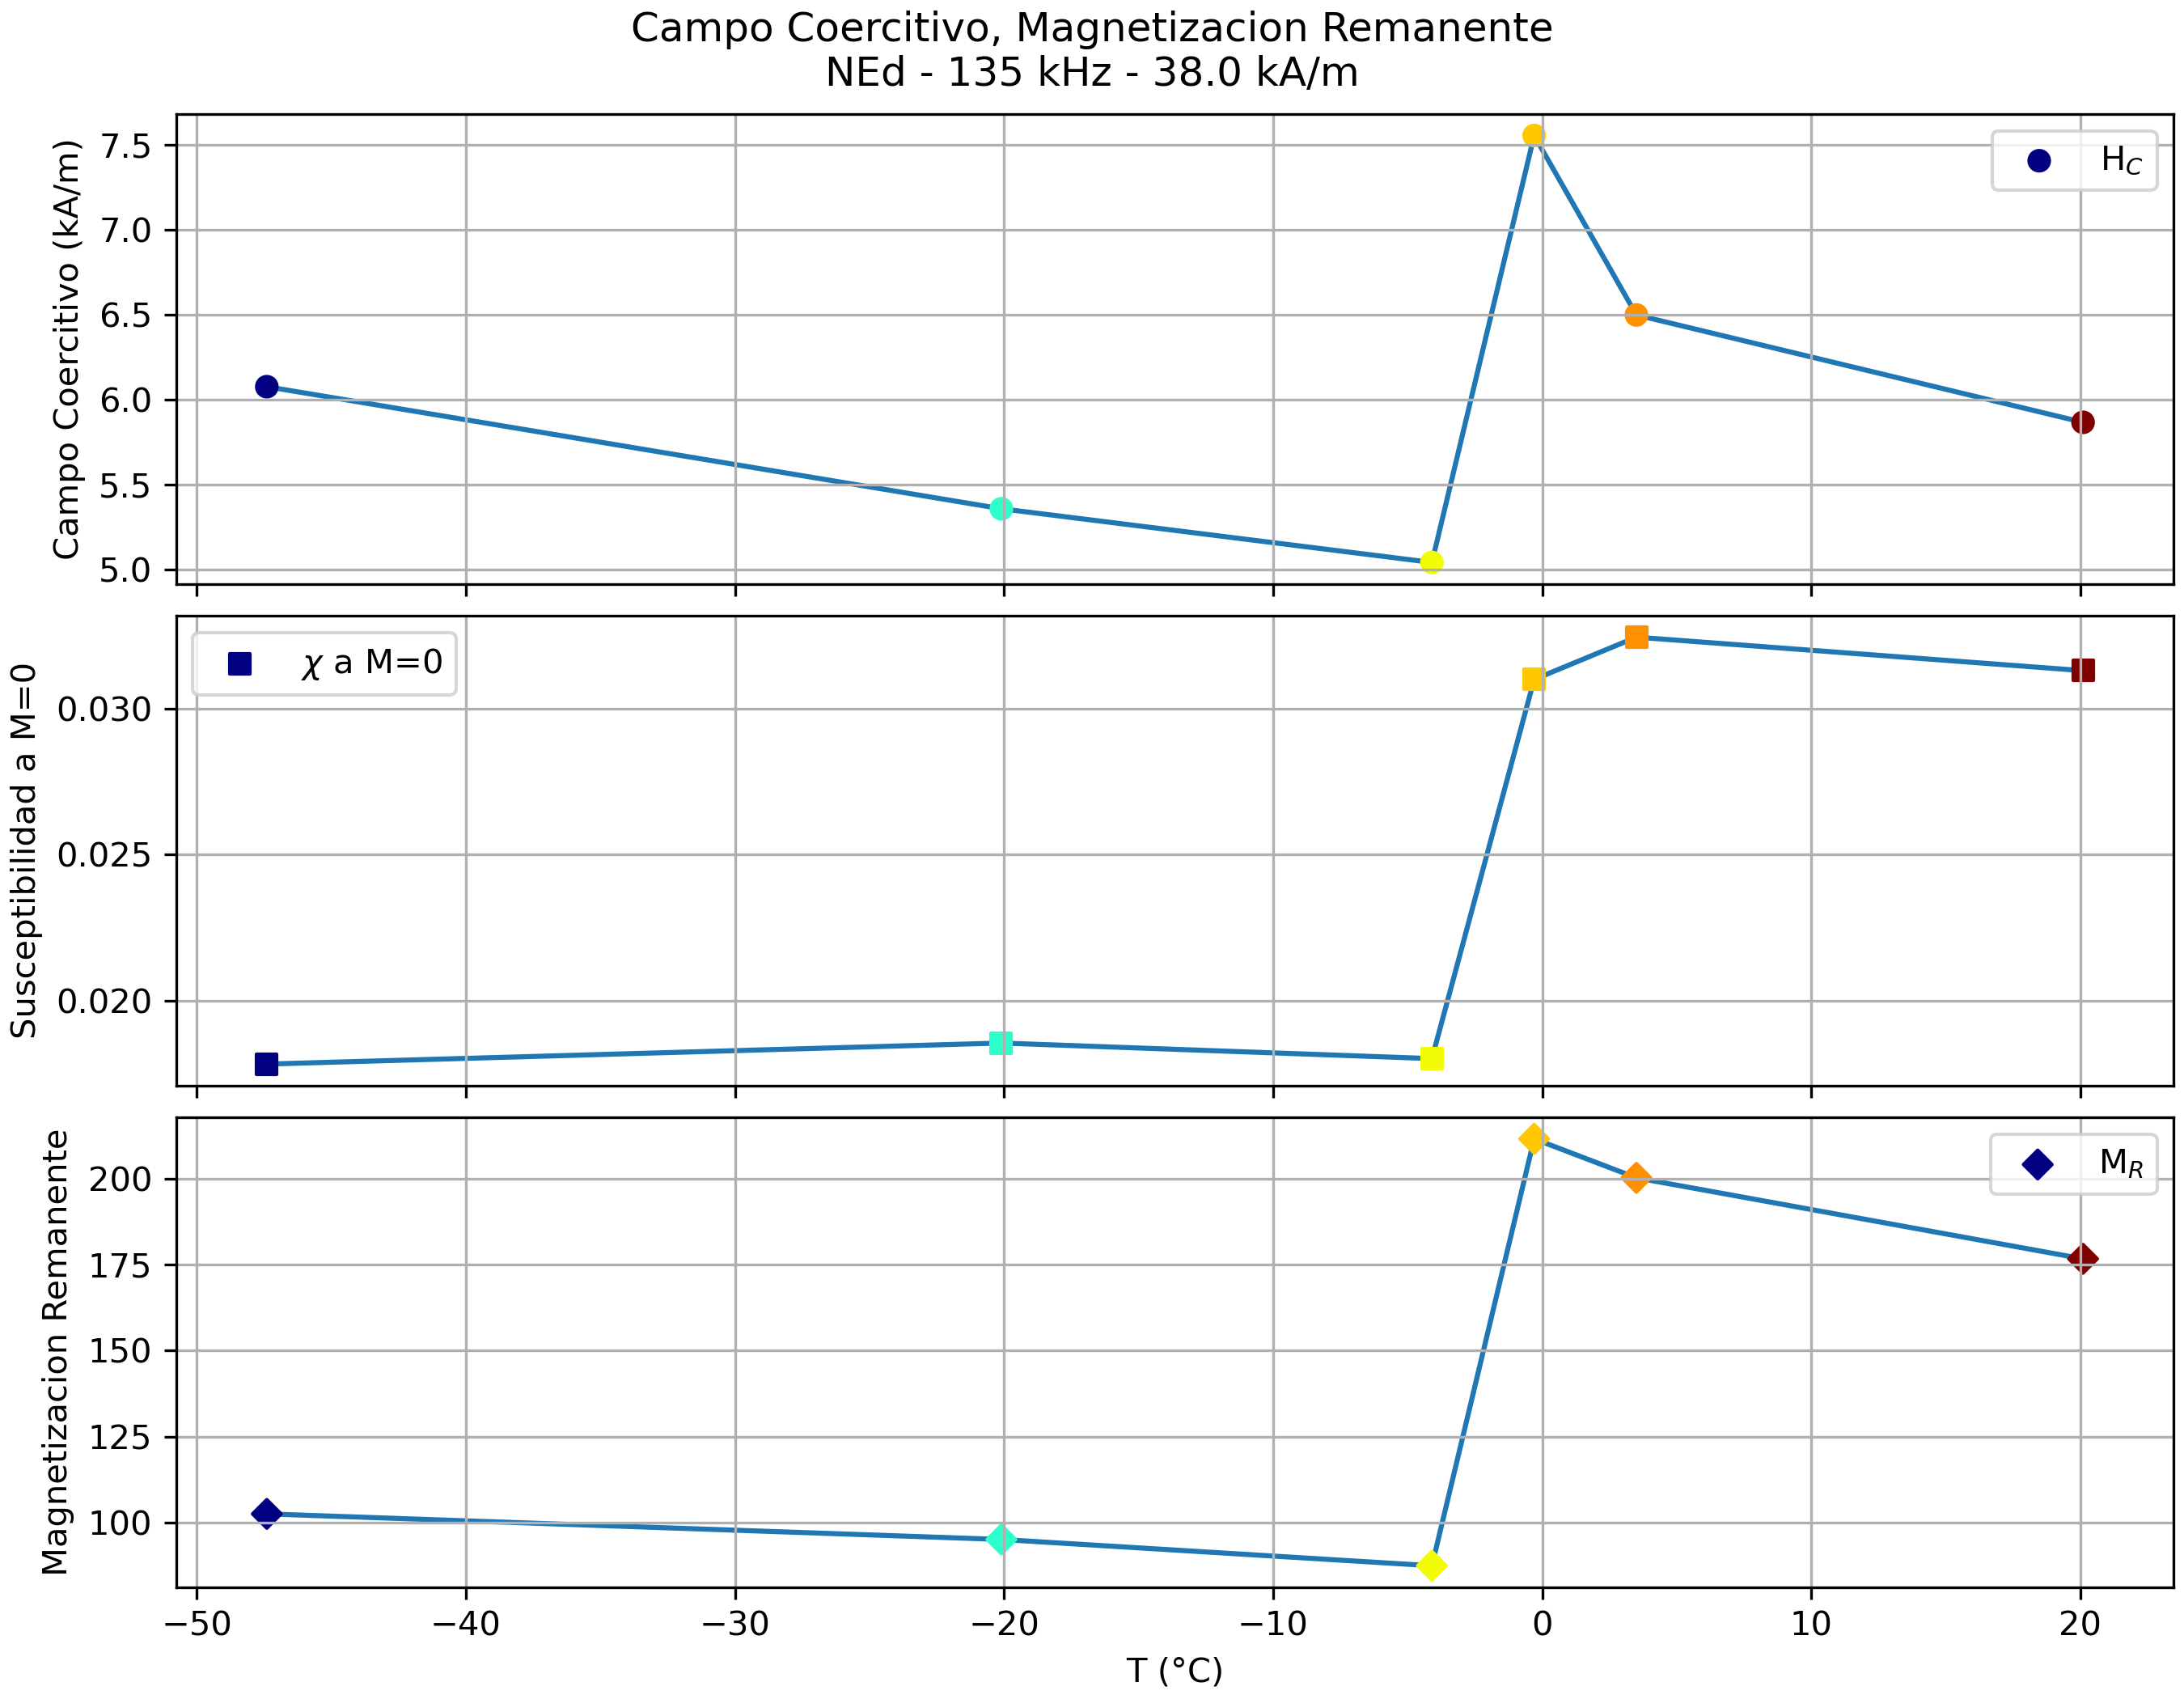 Campo Coercitivo, Magnetizacion Remanente
NEd - 135 kHz - 38.0 kA/m
Campo Coercitivo (kA/m)
7.5
7.0
6.5
6.0
5.5
5.0
H_C
Susceptibilidad a M=0
0.030
0.025
0.020
χ a M=0
Magnetizacion Remanente
200
175
150
125
100
M_R
−50 −40 −30 −20 −10 0 10 20
T (°C)